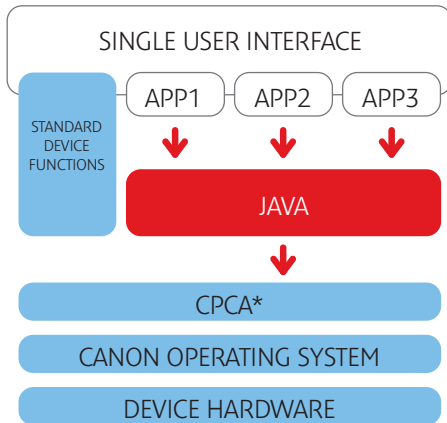 SINGLE USER INTERFACE
STANDARD
DEVICE
FUNCTIONS
APP1
APP2
APP3
JAVA
CPCA*
CANON OPERATING SYSTEM
DEVICE HARDWARE